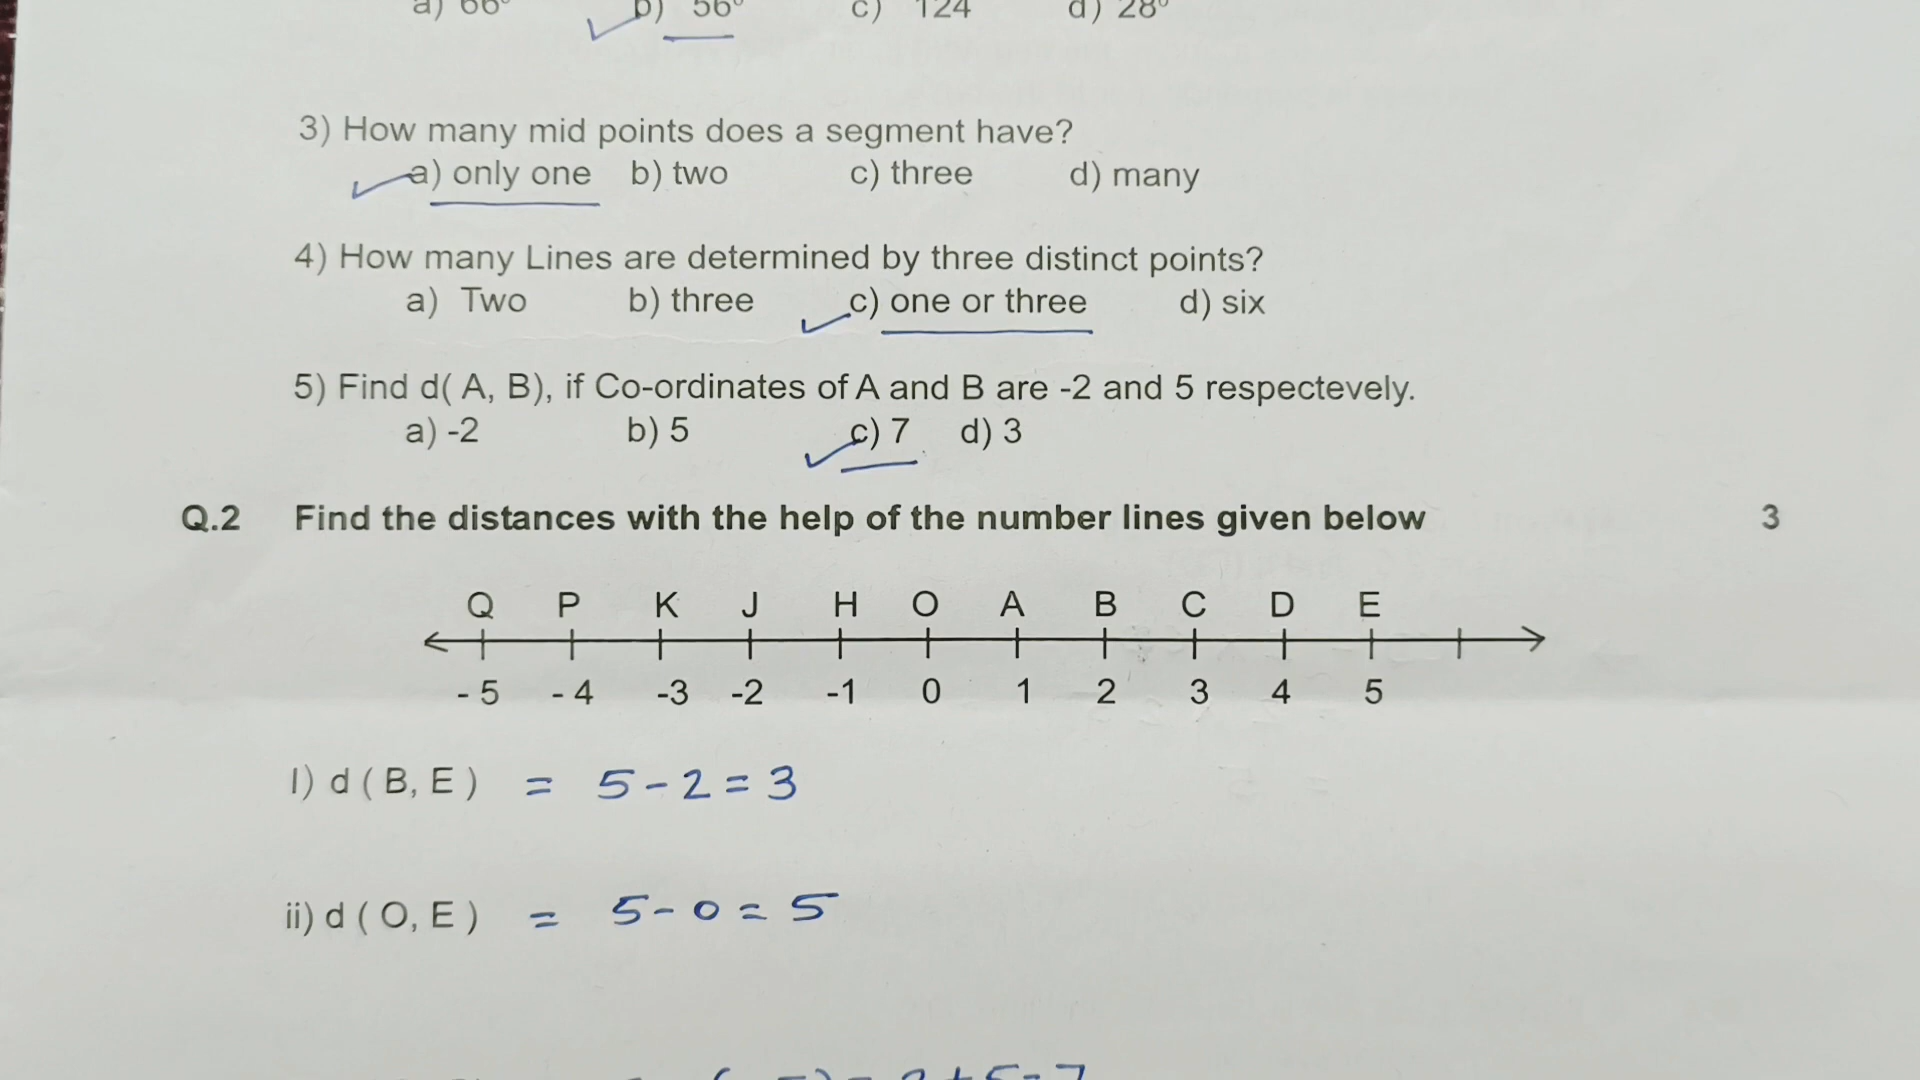 a) 66° b) 56° c) 124 d) 28°
3) How many mid points does a segment have?
a) only one b) two c) three d) many
4) How many Lines are determined by three distinct points?
a) Two b) three c) one or three d) six
5) Find d( A, B), if Co-ordinates of A and B are -2 and 5 respectevely.
a) -2 b) 5 c) 7 d) 3
Q.2 Find the distances with the help of the number lines given below 3
Q P K J H O A B C D E
- 5 - 4 -3 -2 -1 0 1 2 3 4 5
I) d ( B, E ) = 5 - 2 = 3
ii) d ( O, E ) = 5 - 0 = 5